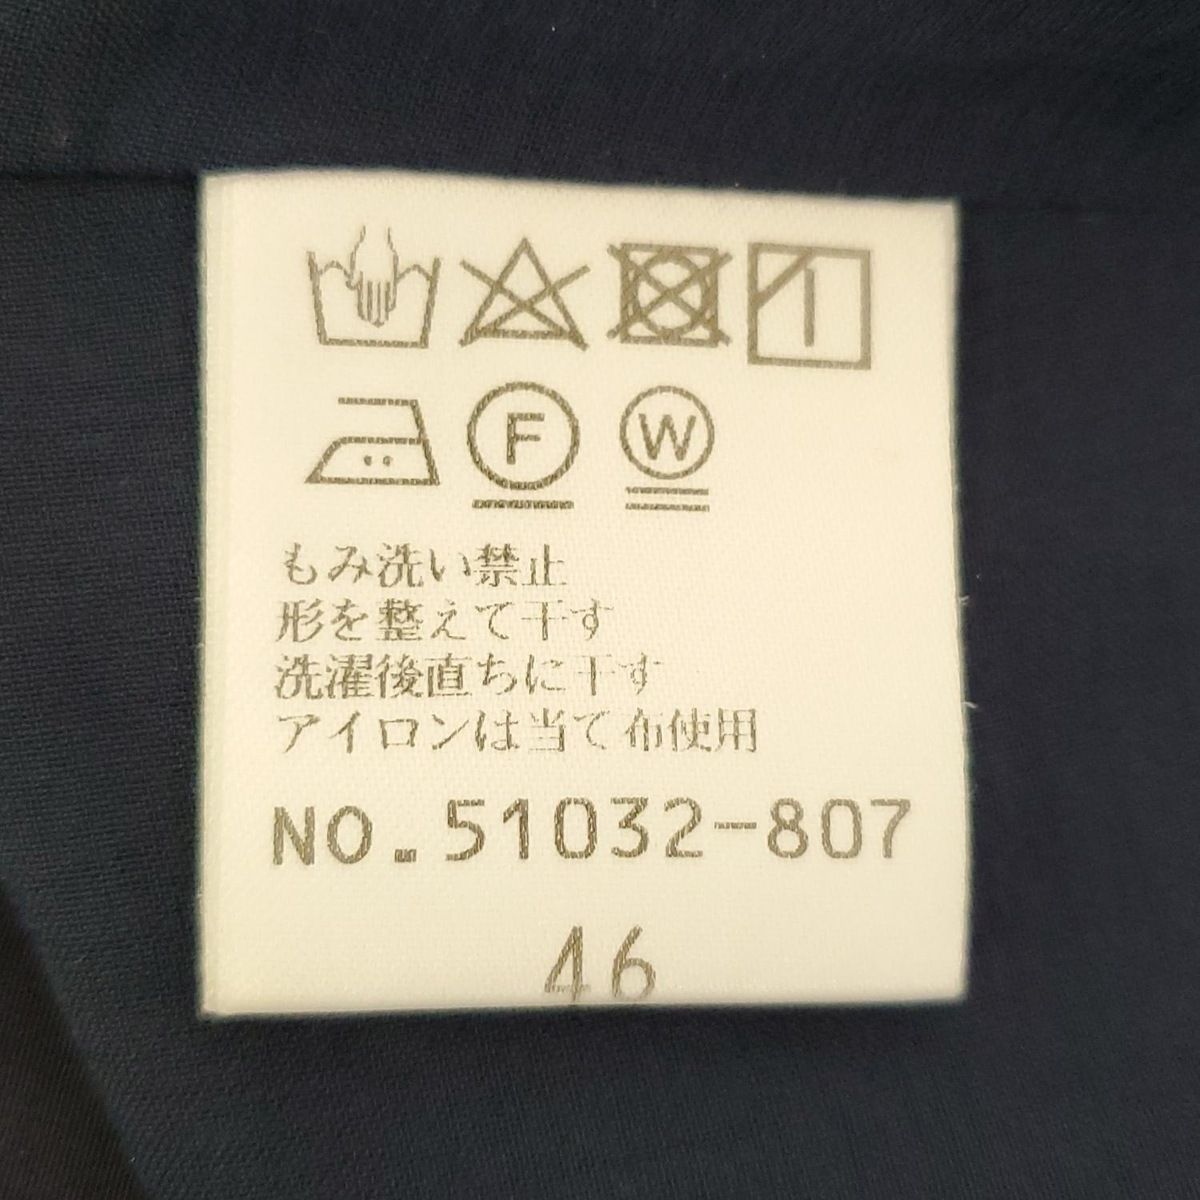 F W
もみ洗い禁止
形を整えて干す
洗濯後直ちに干す
アイロンは当て布使用
NO.51032-807
46